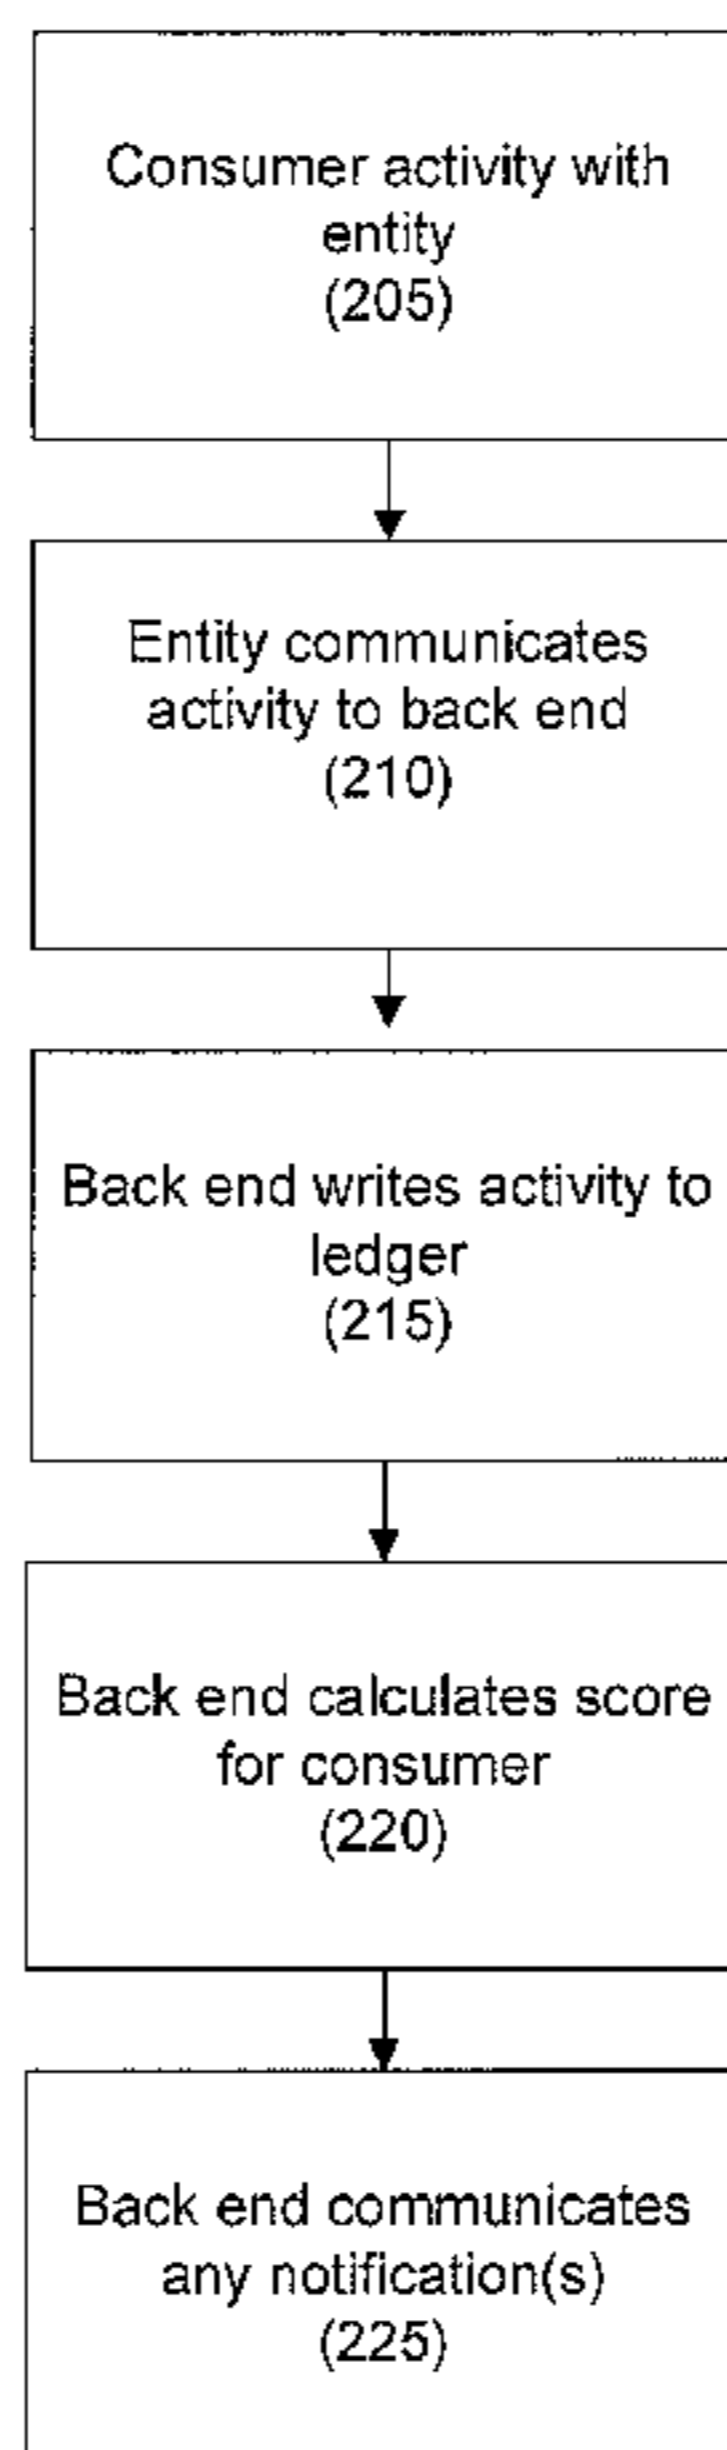 Consumer activity with
entity
(205)
Entity communicates
activity to back end
(210)
Back end writes activity to
ledger
(215)
Back end calculates score
for consumer
(220)
Back end communicates
any notification(s)
(225)